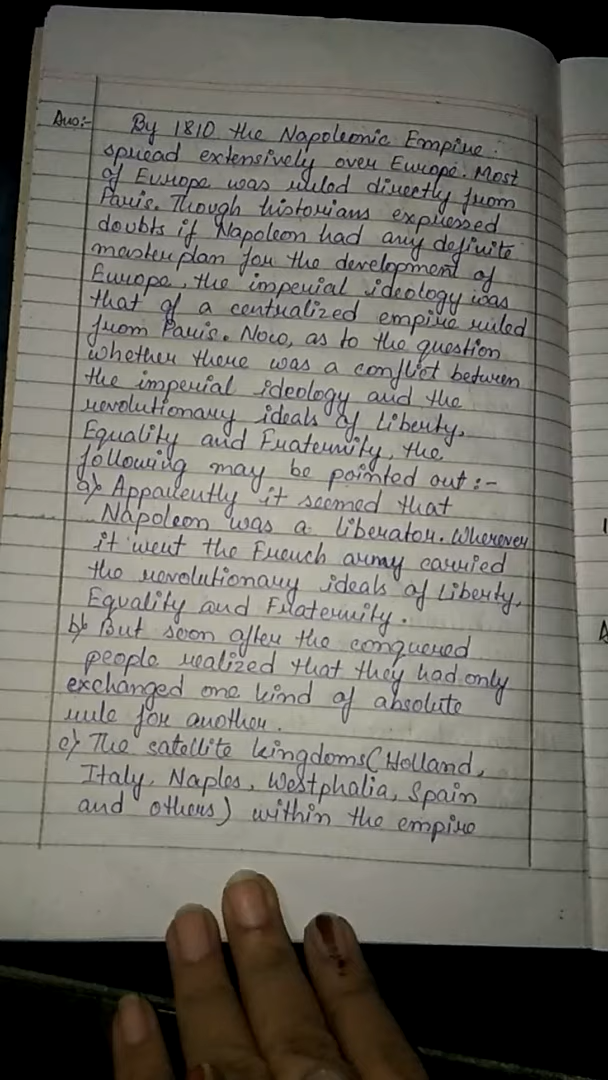 Ans:- By 1810 the Napoleonic Empire
spread extensively over Europe. Most
of Europe was ruled directly from
Paris. Though historians expressed
doubts if Napoleon had any definite
master plan for the development of
Europe, the imperial ideology was
that of a centralized empire ruled
from Paris. Now, as to the question
whether there was a conflict between
the imperial ideology and the
revolutionary ideals of Liberty,
Equality and Fraternity, the
following may be pointed out :-
a) Apparently it seemed that
Napoleon was a liberator. Wherever
it went the French army carried
the revolutionary ideals of Liberty,
Equality and Fraternity.
b) But soon after the conquered
people realized that they had only
exchanged one kind of absolute
rule for another.
c) The satellite kingdoms (Holland,
Italy, Naples, Westphalia, Spain
and others) within the empire